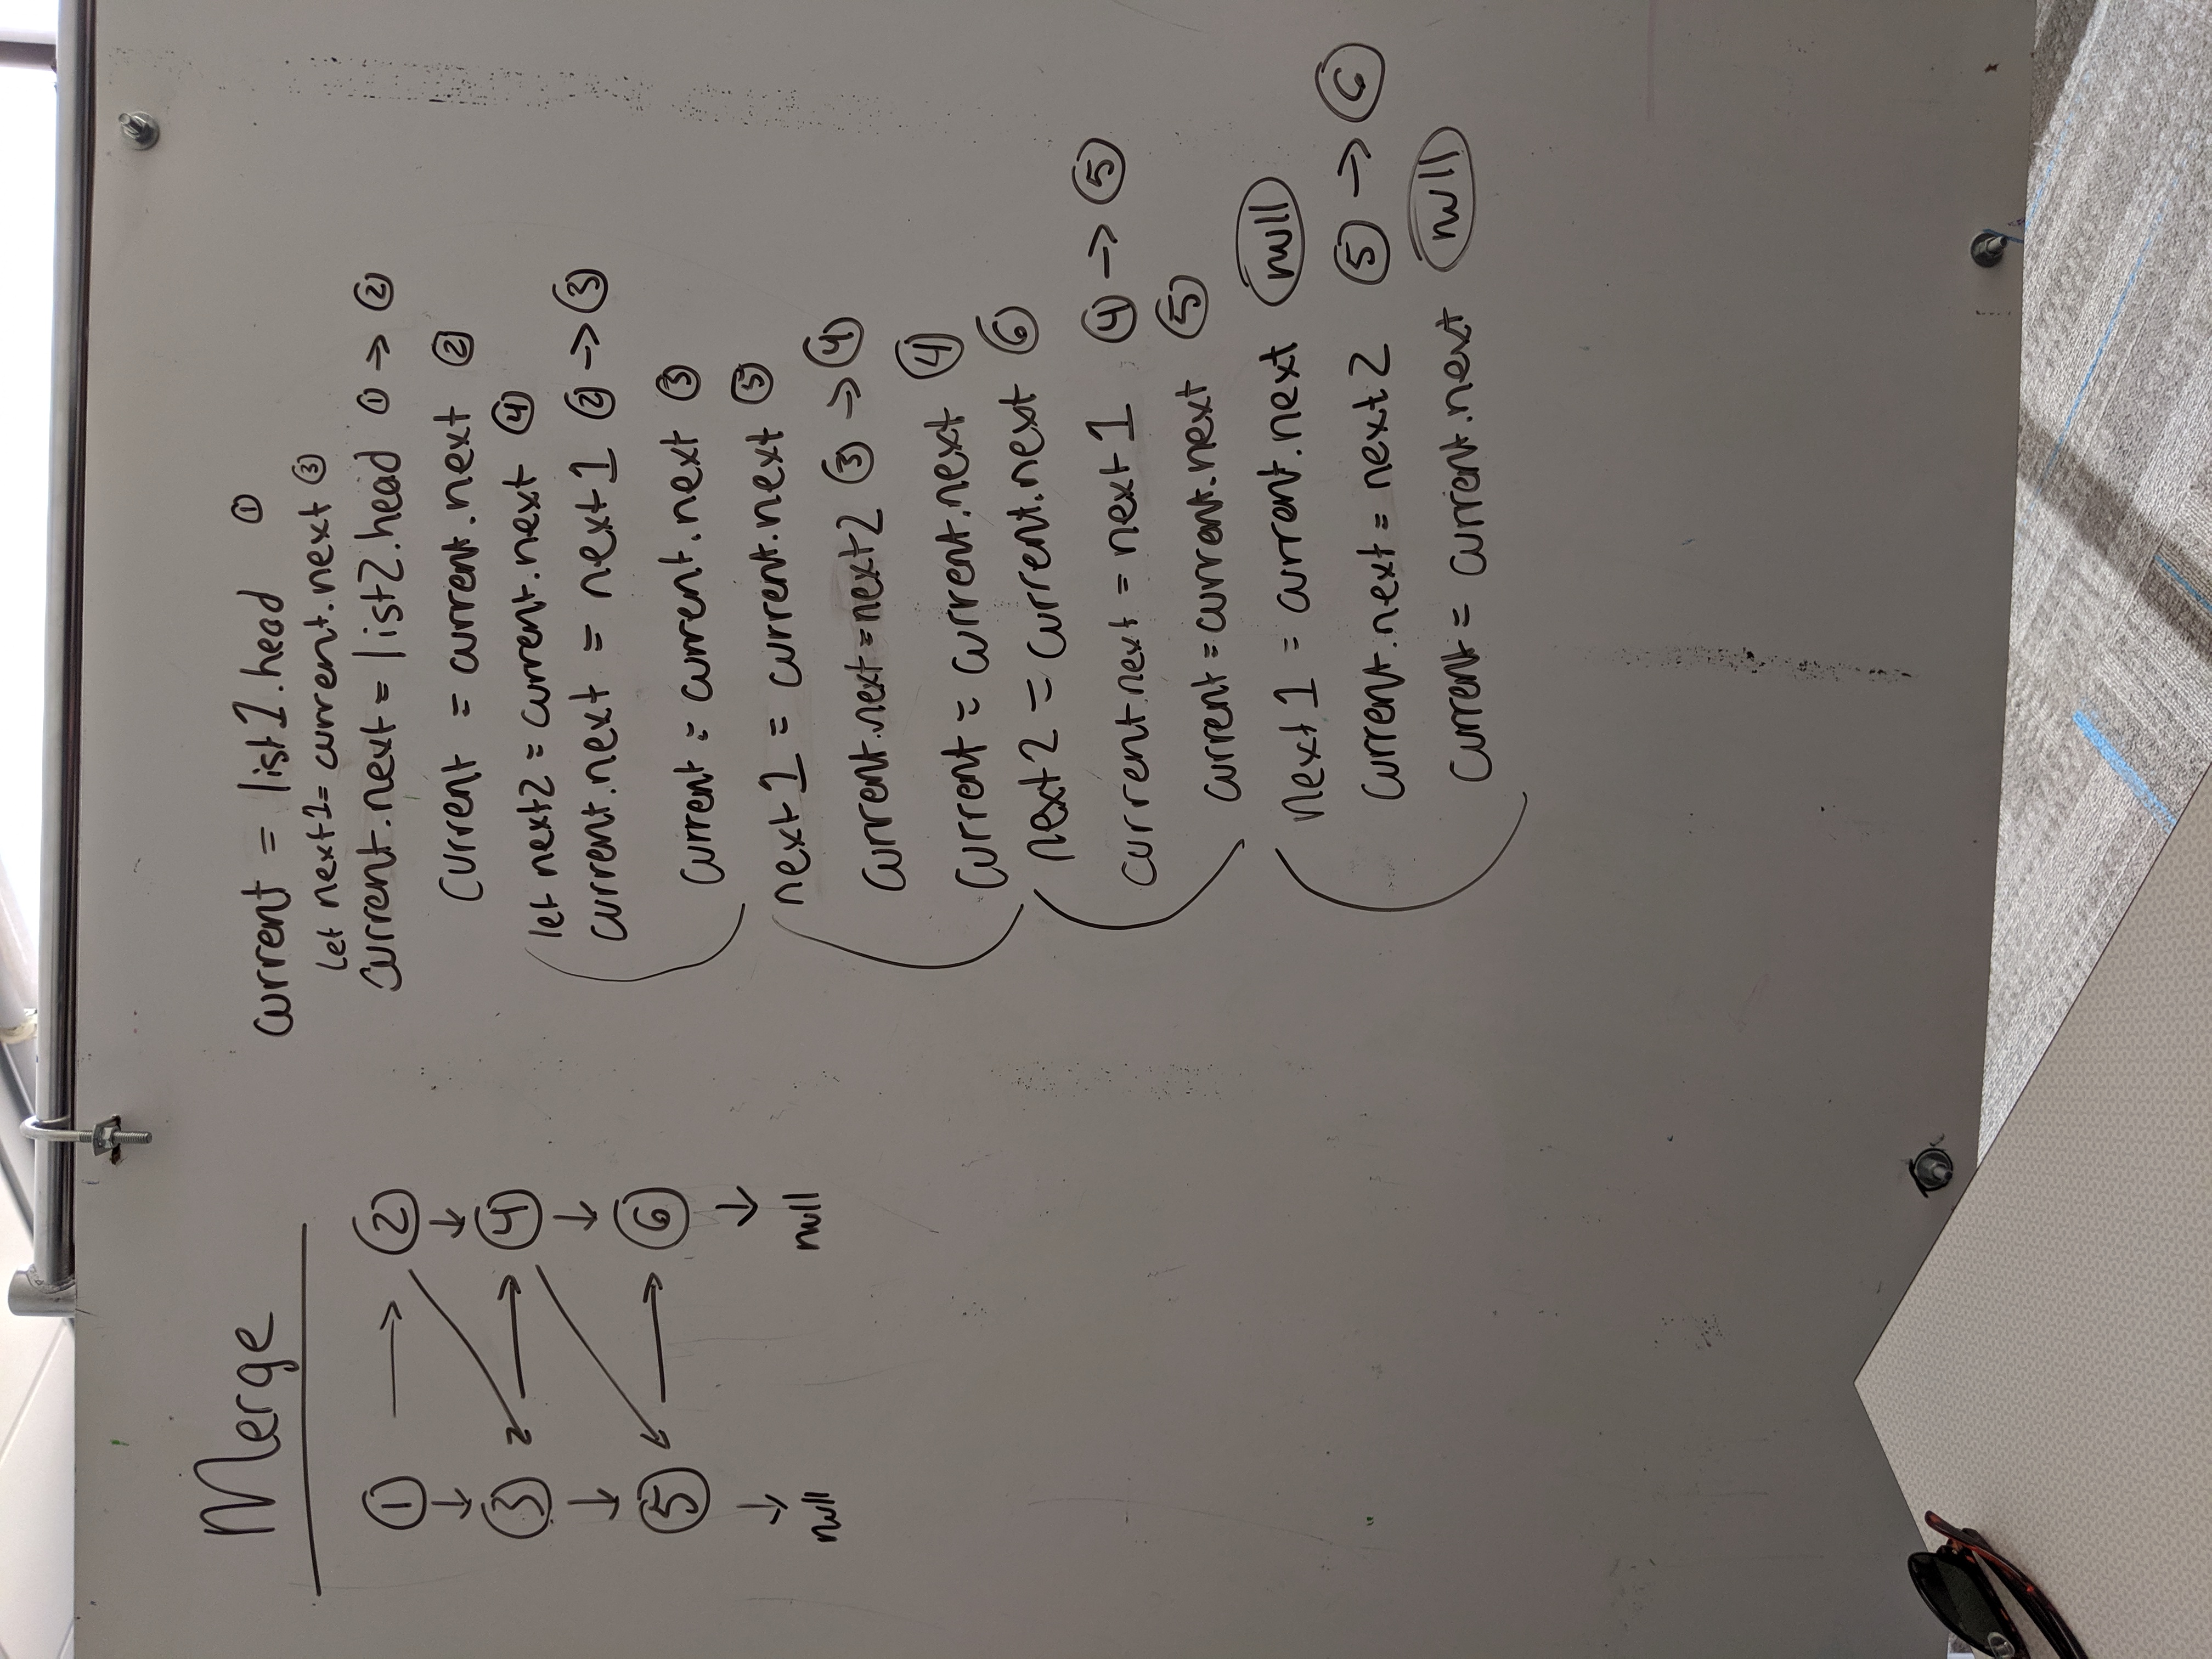 Merge
① → ②
↓ ↓
③ → ④
↓ ↓
⑤ → ⑥
↓ ↓
null null
current = list1.head ①
let next1= current.next ③
current.next = list2.head ① → ②
current = current.next ②
let next2 = current.next ④
current.next = next1 ② → ③
current = current.next ③
next1 = current.next ⑤
current.next = next2 ③ → ④
current = current.next ④
next2 = current.next ⑥
current.next = next1 ④ → ⑤
current = current.next ⑤
next1 = current.next null
current.next = next2 ⑤ → ⑥
current = current.next null